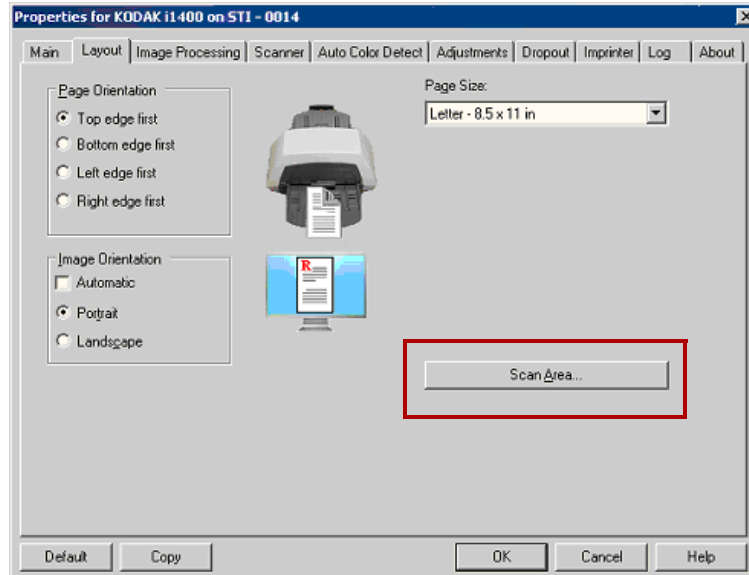 Properties for KODAK i1400 on STI - 0014
Main Layout Image Processing Scanner Auto Color Detect Adjustments Dropout Imprinter Log About
Page Orientation
Top edge first
Bottom edge first
Left edge first
Right edge first
Page Size:
Letter - 8.5 x 11 in
Image Orientation
Automatic
Portrait
Landscape
R
Scan Area...
Default Copy OK Cancel Help